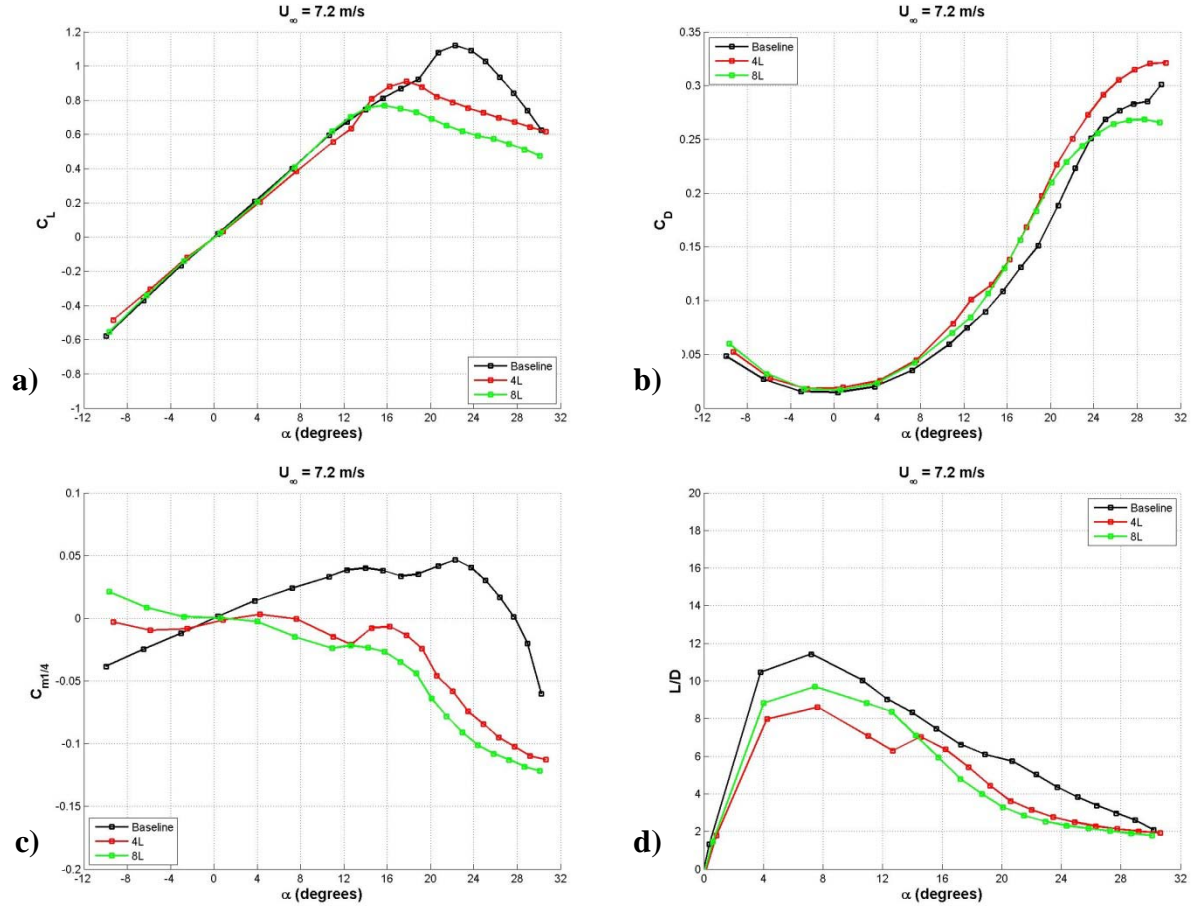 U∞ = 7.2 m/s
1.2
1
0.8
0.6
0.4
0.2
0
-0.2
-0.4
-0.6
-0.8
-1
C_L
Baseline
4L
8L
-12 -8 -4 0 4 8 12 16 20 24 28 32
α (degrees)
a)
U∞ = 7.2 m/s
0.35
0.3
0.25
0.2
0.15
0.1
0.05
0
C_D
Baseline
4L
8L
-12 -8 -4 0 4 8 12 16 20 24 28 32
α (degrees)
b)
U∞ = 7.2 m/s
0.1
0.05
0
-0.05
-0.1
-0.15
-0.2
C_m1/4
Baseline
4L
8L
-12 -8 -4 0 4 8 12 16 20 24 28 32
α (degrees)
c)
U∞ = 7.2 m/s
20
18
16
14
12
10
8
6
4
2
0
L/D
Baseline
4L
8L
0 4 8 12 16 20 24 28 32
α (degrees)
d)